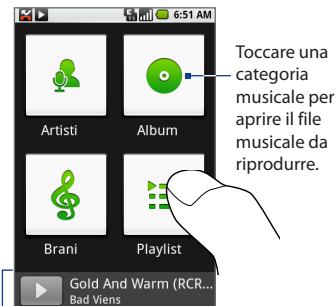 6:51 AM
Artisti
Album
Brani
Playlist
Gold And Warm (RCR...
Bad Viens
Toccare una
categoria
musicale per
aprire il file
musicale da
riprodurre.